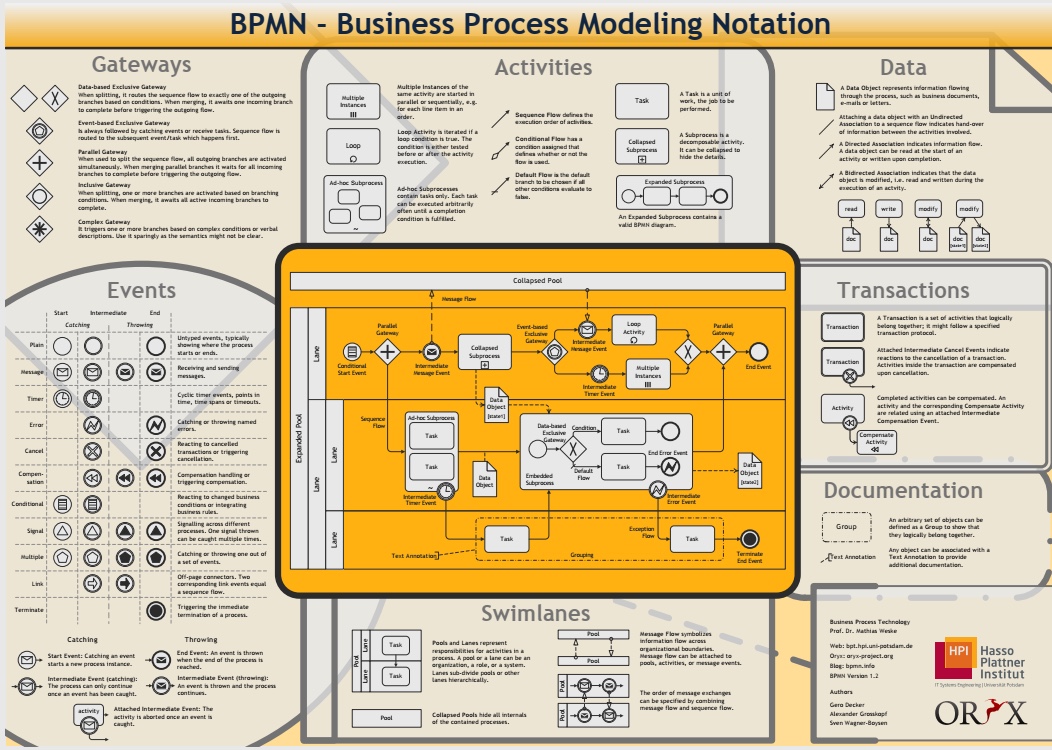 BPMN - Business Process Modeling Notation
Gateways
Data-based Exclusive Gateway
When splitting, it routes the sequence flow to exactly one of the outgoing
branches based on conditions. When merging, it awaits one incoming branch
to complete before triggering the outgoing flow.
Event-based Exclusive Gateway
Is always followed by catching events or receive tasks. Sequence flow is
routed to the subsequent event/task which happens first.
Parallel Gateway
When used to split the sequence flow, all outgoing branches are activated
simultaneously. When merging parallel branches it waits for all incoming
branches to complete before triggering the outgoing flow.
Inclusive Gateway
When splitting, one or more branches are activated based on branching
conditions. When merging, it awaits all active incoming branches to
complete.
Complex Gateway
It triggers one or more branches based on complex conditions or verbal
descriptions. Use it sparingly as the semantics might not be clear.
Activities
Multiple
Instances
Multiple Instances of the
same activity are started in
parallel or sequentially, e.g.
for each line item in an
order.
Loop
Loop Activity is iterated if a
loop condition is true. The
condition is either tested
before or after the activity
execution.
Ad-hoc Subprocess
~
Ad-hoc Subprocesses
contain tasks only. Each task
can be executed arbitrarily
often until a completion
condition is fulfilled.
Sequence Flow defines the
execution order of activities.
Conditional Flow has a
condition assigned that
defines whether or not the
flow is used.
Default Flow is the default
branch to be chosen if all
other conditions evaluate to
false.
Task
A Task is a unit of
work, the job to be
performed.
Collapsed
Subprocess
A Subprocess is a
decomposable activity.
It can be collapsed to
hide the details.
Expanded Subprocess
An Expanded Subprocess contains a
valid BPMN diagram.
Data
A Data Object represents information flowing
through the process, such as business documents,
e-mails or letters.
Attaching a data object with an Undirected
Association to a sequence flow indicates hand-over
of information between the activities involved.
A Directed Association indicates information flow.
A data object can be read at the start of an
activity or written upon completion.
A Bidirected Association indicates that the data
object is modified, i.e. read and written during the
execution of an activity.
read write modify modify
doc doc doc doc doc
[state1] [state2]
Events
Start Intermediate End
Catching Throwing
Plain
Untyped events, typically
showing where the process
starts or ends.
Message
Receiving and sending
messages.
Timer
Cyclic timer events, points in
time, time spans or timeouts.
Error
Catching or throwing named
errors.
Cancel
Reacting to cancelled
transactions or triggering
cancellation.
Compen-
sation
Compensation handling or
triggering compensation.
Conditional
Reacting to changed business
conditions or integrating
business rules.
Signal
Signalling across different
processes. One signal thrown
can be caught multiple times.
Multiple
Catching or throwing one out of
a set of events.
Link
Off-page connectors. Two
corresponding link events equal
a sequence flow.
Terminate
Triggering the immediate
termination of a process.
Catching
Start Event: Catching an event
starts a new process instance.
Intermediate Event (catching):
The process can only continue
once an event has been caught.
Throwing
End Event: An event is thrown
when the end of the process is
reached.
Intermediate Event (throwing):
An event is thrown and the process
continues.
activity
Attached Intermediate Event: The
activity is aborted once an event is
caught.
Collapsed Pool
Message Flow
Expanded Pool
Lane
Lane
Lane
Conditional
Start Event
Parallel
Gateway
Intermediate
Message Event
Collapsed
Subprocess
Event-based
Exclusive
Gateway
Intermediate
Message Event
Loop
Activity
Intermediate
Timer Event
Multiple
Instances
Parallel
Gateway
End Event
Sequence
Flow
Data
Object
[state1]
Ad-hoc Subprocess
Task
Task
~
Intermediate
Timer Event
Data
Object
Data-based
Exclusive
Gateway
Condition
Task
Default
Flow
Task
End Error Event
Embedded
Subprocess
Intermediate
Error Event
Data
Object
[state2]
Text Annotation
Task
Grouping
Exception
Flow
Task
Terminate
End Event
Transactions
Transaction
A Transaction is a set of activities that logically
belong together; it might follow a specified
transaction protocol.
Transaction
Attached Intermediate Cancel Events indicate
reactions to the cancellation of a transaction.
Activities inside the transaction are compensated
upon cancellation.
Activity
Compensate
Activity
Completed activities can be compensated. An
activity and the corresponding Compensate Activity
are related using an attached Intermediate
Compensation Event.
Documentation
Group
An arbitrary set of objects can be
defined as a Group to show that
they logically belong together.
Text Annotation
Any object can be associated with a
Text Annotation to provide
additional documentation.
Swimlanes
Pool
Lane
Lane
Task
Task
Pools and Lanes represent
responsibilities for activities in a
process. A pool or a lane can be an
organization, a role, or a system.
Lanes sub-divide pools or other
lanes hierarchically.
Pool
Collapsed Pools hide all internals
of the contained processes.
Pool
Pool
Message Flow symbolizes
information flow across
organizational boundaries.
Message flow can be attached to
pools, activities, or message events.
Pool
Pool
The order of message exchanges
can be specified by combining
message flow and sequence flow.
Business Process Technology
Prof. Dr. Mathias Weske
Web: bpt.hpi.uni-potsdam.de
Oryx: oryx-project.org
Blog: bpmn.info
BPMN Version 1.2
Authors
Gero Decker
Alexander Grosskopf
Sven Wagner-Boysen
HPI
Hasso
Plattner
Institut
IT Systems Engineering | Universität Potsdam
ORYX